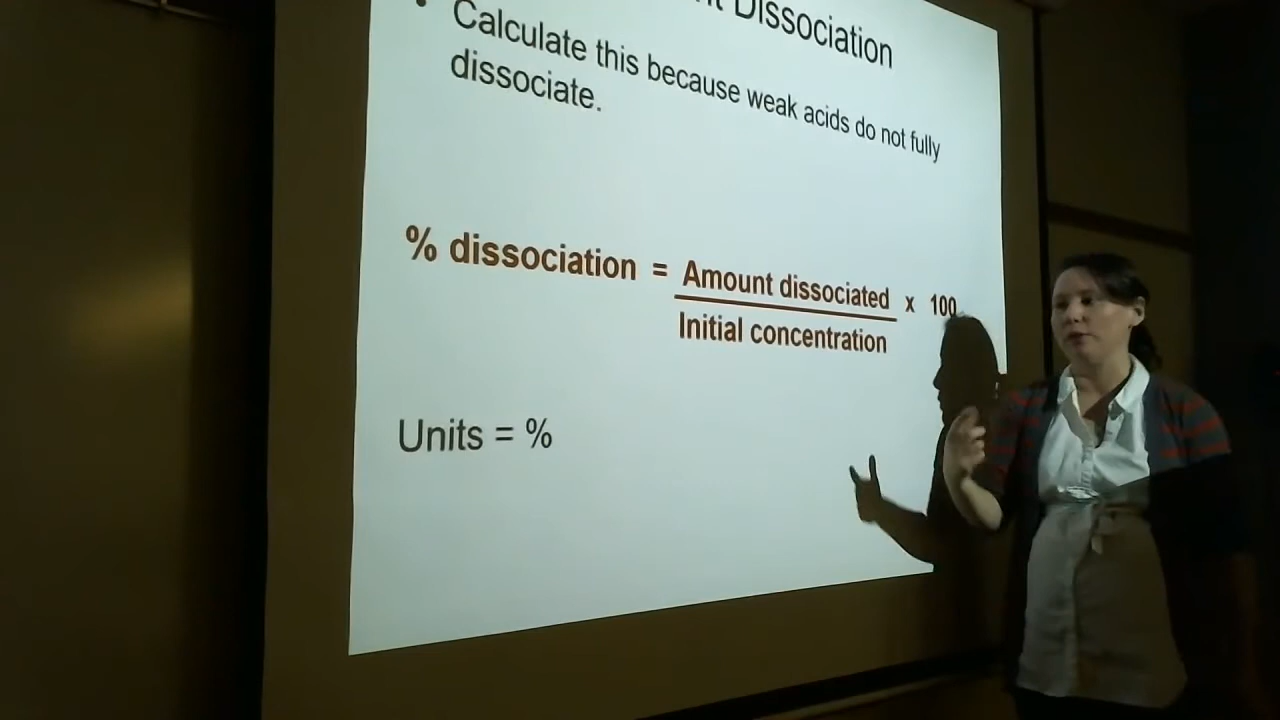 Dissociation
• Calculate this because weak acids do not fully
dissociate.
% dissociation = Amount dissociated x 100
Initial concentration
Units = %